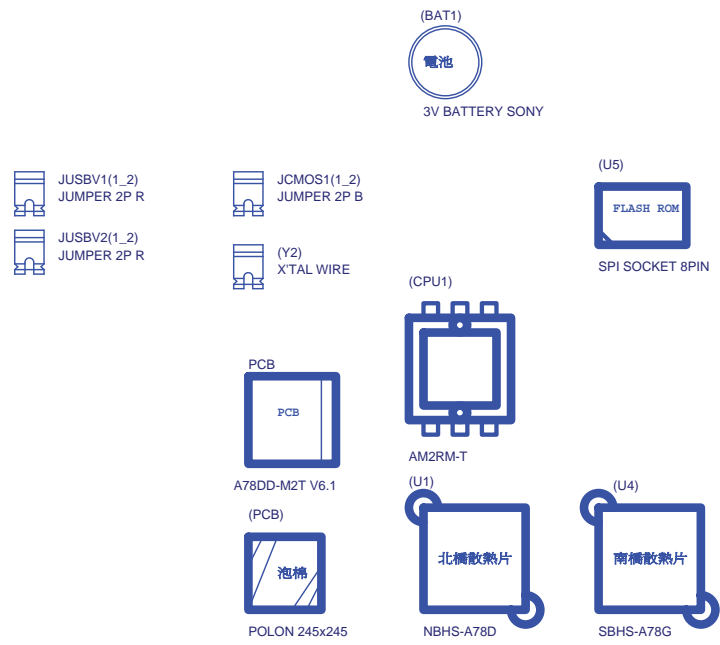 (BAT1)
電池
3V BATTERY SONY
JUSBV1(1_2)
JUMPER 2P R
JCMOS1(1_2)
JUMPER 2P B
(U5)
FLASH ROM
SPI SOCKET 8PIN
JUSBV2(1_2)
JUMPER 2P R
(Y2)
X'TAL WIRE
(CPU1)
AM2RM-T
PCB
PCB
A78DD-M2T V6.1
(U1)
北橋散熱片
NBHS-A78D
(U4)
南橋散熱片
SBHS-A78G
(PCB)
泡棉
POLON 245x245